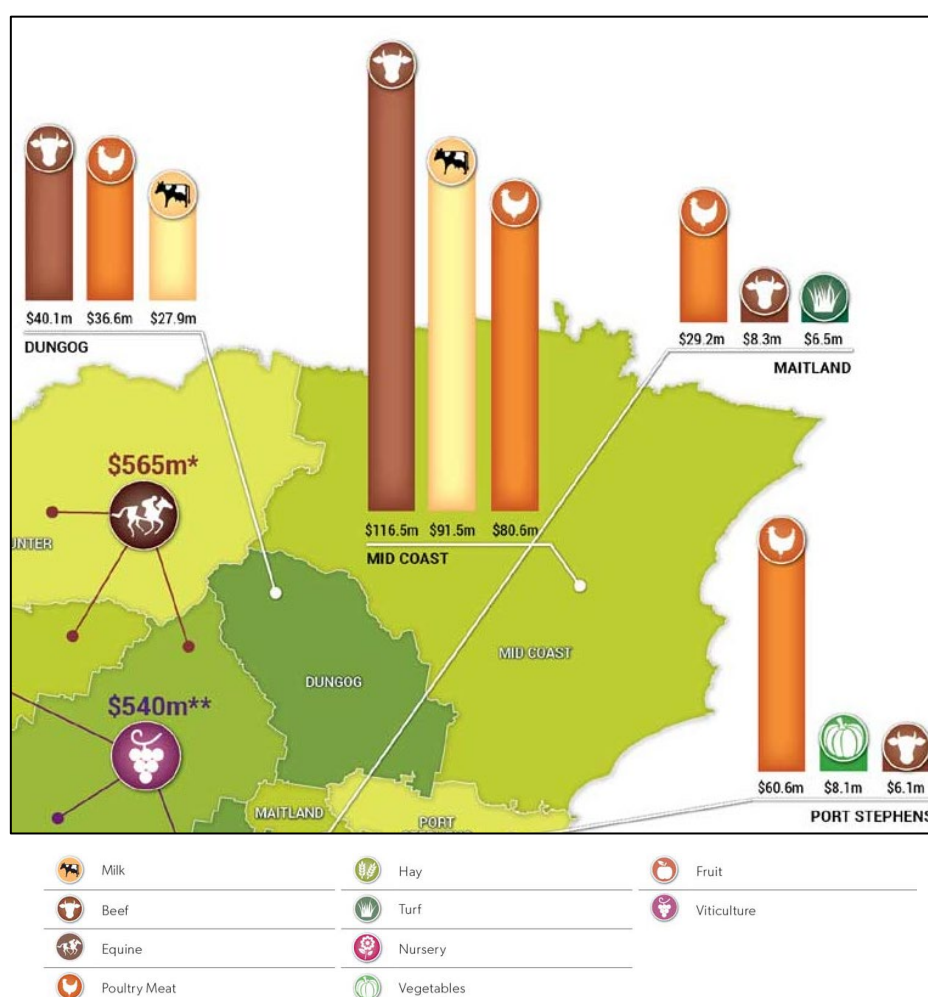 $40.1m $36.6m $27.9m
DUNGOG
$116.5m $91.5m $80.6m
MID COAST
$29.2m $8.3m $6.5m
MAITLAND
$565m*
$540m**
DUNGOG
MID COAST
MAITLAND
PORT
$60.6m $8.1m $6.1m
PORT STEPHENS
Milk
Beef
Equine
Poultry Meat
Hay
Turf
Nursery
Vegetables
Fruit
Viticulture